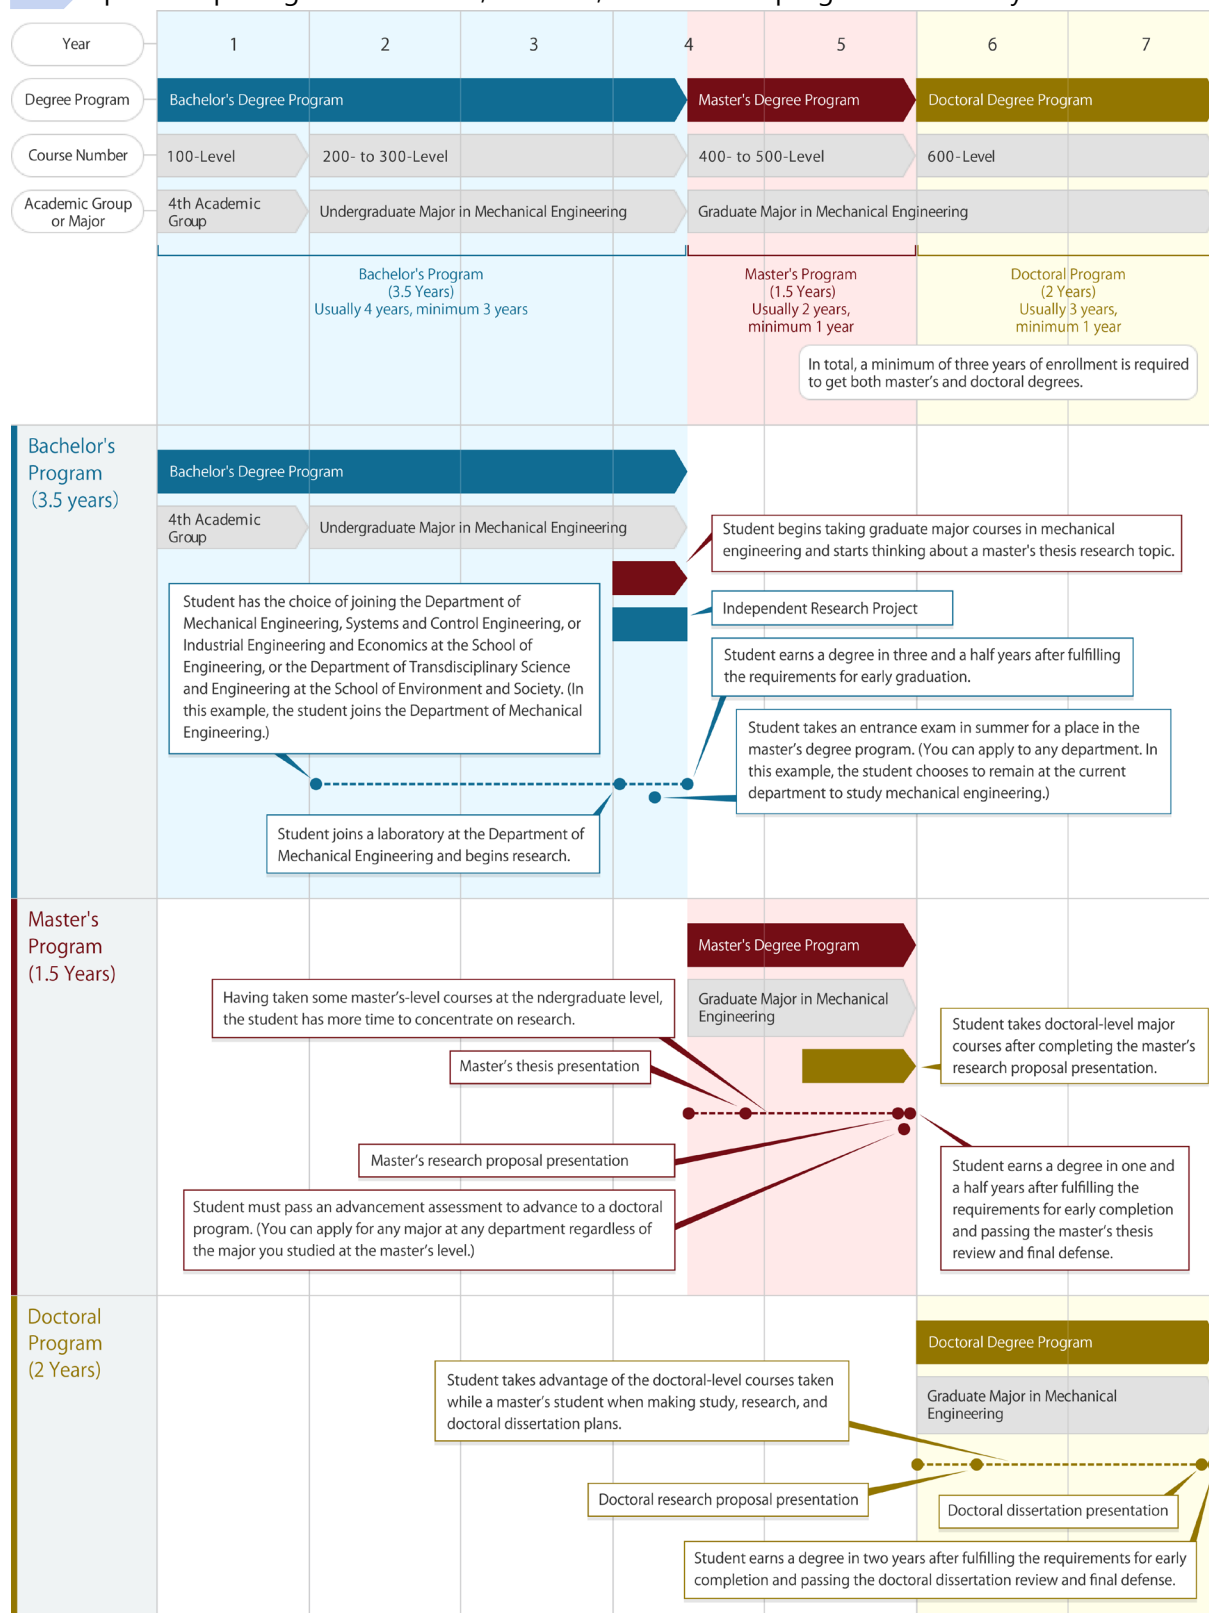 Year
1
2
3
4
5
6
7
Degree Program
Bachelor's Degree Program
Master's Degree Program
Doctoral Degree Program
Course Number
100-Level
200- to 300-Level
400- to 500-Level
600-Level
Academic Group
or Major
4th Academic
Group
Undergraduate Major in Mechanical Engineering
Graduate Major in Mechanical Engineering
Bachelor's Program
(3.5 Years)
Usually 4 years, minimum 3 years
Master's Program
(1.5 Years)
Usually 2 years,
minimum 1 year
Doctoral Program
(2 Years)
Usually 3 years,
minimum 1 year
In total, a minimum of three years of enrollment is required
to get both master's and doctoral degrees.
Bachelor's
Program
(3.5 years)
Bachelor's Degree Program
4th Academic
Group
Undergraduate Major in Mechanical Engineering
Student begins taking graduate major courses in mechanical
engineering and starts thinking about a master's thesis research topic.
Independent Research Project
Student has the choice of joining the Department of
Mechanical Engineering, Systems and Control Engineering, or
Industrial Engineering and Economics at the School of
Engineering, or the Department of Transdisciplinary Science
and Engineering at the School of Environment and Society. (In
this example, the student joins the Department of Mechanical
Engineering.)
Student earns a degree in three and a half years after fulfilling
the requirements for early graduation.
Student takes an entrance exam in summer for a place in the
master's degree program. (You can apply to any department. In
this example, the student chooses to remain at the current
department to study mechanical engineering.)
Student joins a laboratory at the Department of
Mechanical Engineering and begins research.
Master's
Program
(1.5 Years)
Master's Degree Program
Graduate Major in Mechanical
Engineering
Having taken some master's-level courses at the ndergraduate level,
the student has more time to concentrate on research.
Master's thesis presentation
Student takes doctoral-level major
courses after completing the master's
research proposal presentation.
Master's research proposal presentation
Student must pass an advancement assessment to advance to a doctoral
program. (You can apply for any major at any department regardless of
the major you studied at the master's level.)
Student earns a degree in one and
a half years after fulfilling the
requirements for early completion
and passing the master's thesis
review and final defense.
Doctoral
Program
(2 Years)
Doctoral Degree Program
Graduate Major in Mechanical
Engineering
Student takes advantage of the doctoral-level courses taken
while a master's student when making study, research, and
doctoral dissertation plans.
Doctoral research proposal presentation
Doctoral dissertation presentation
Student earns a degree in two years after fulfilling the requirements for early
completion and passing the doctoral dissertation review and final defense.